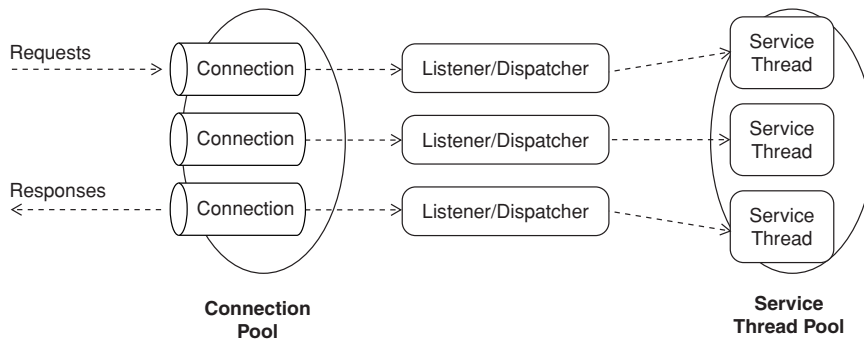 Requests
Connection
Listener/Dispatcher
Service
Thread
Connection
Listener/Dispatcher
Service
Thread
Responses
Connection
Listener/Dispatcher
Service
Thread
Connection
Pool
Service
Thread Pool